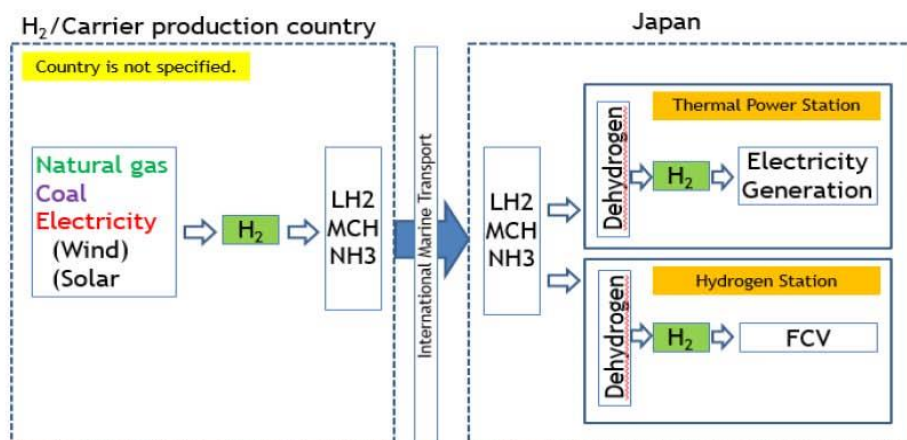 H₂/Carrier production country
Country is not specified.
Natural gas
Coal
Electricity
(Wind)
(Solar
H₂
LH2
MCH
NH3
International Marine Transport
Japan
LH2
MCH
NH3
Thermal Power Station
Dehydrogen
H₂
Electricity
Generation
Hydrogen Station
Dehydrogen
H₂
FCV